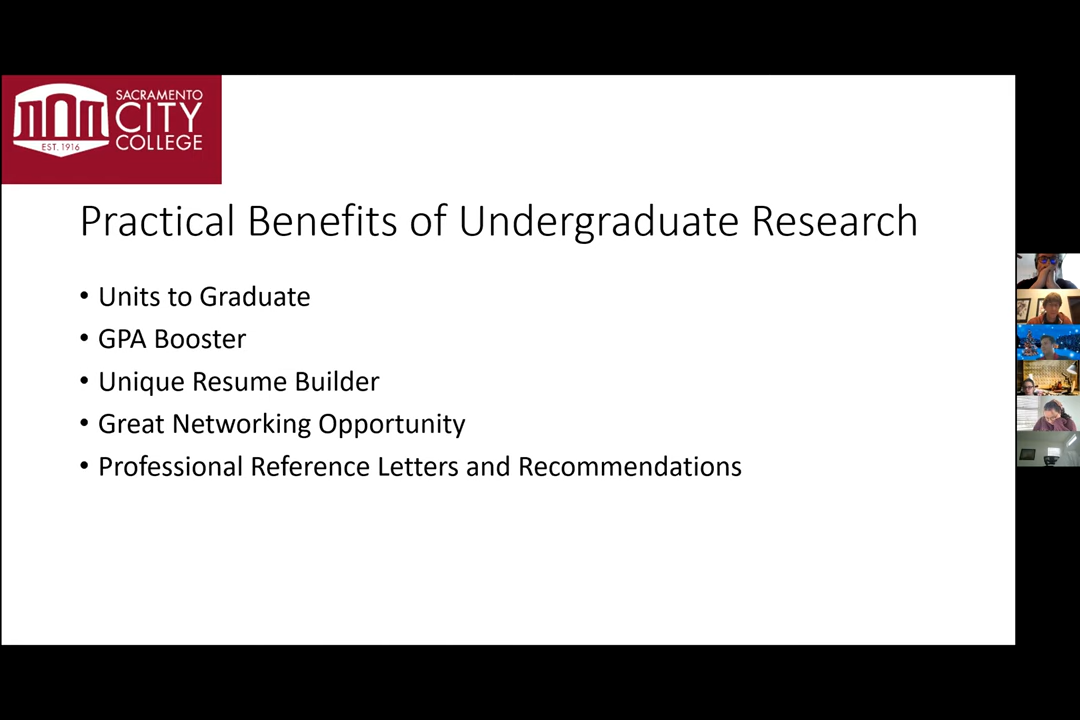 SACRAMENTO
CITY
COLLEGE
EST. 1916
Practical Benefits of Undergraduate Research
• Units to Graduate
• GPA Booster
• Unique Resume Builder
• Great Networking Opportunity
• Professional Reference Letters and Recommendations